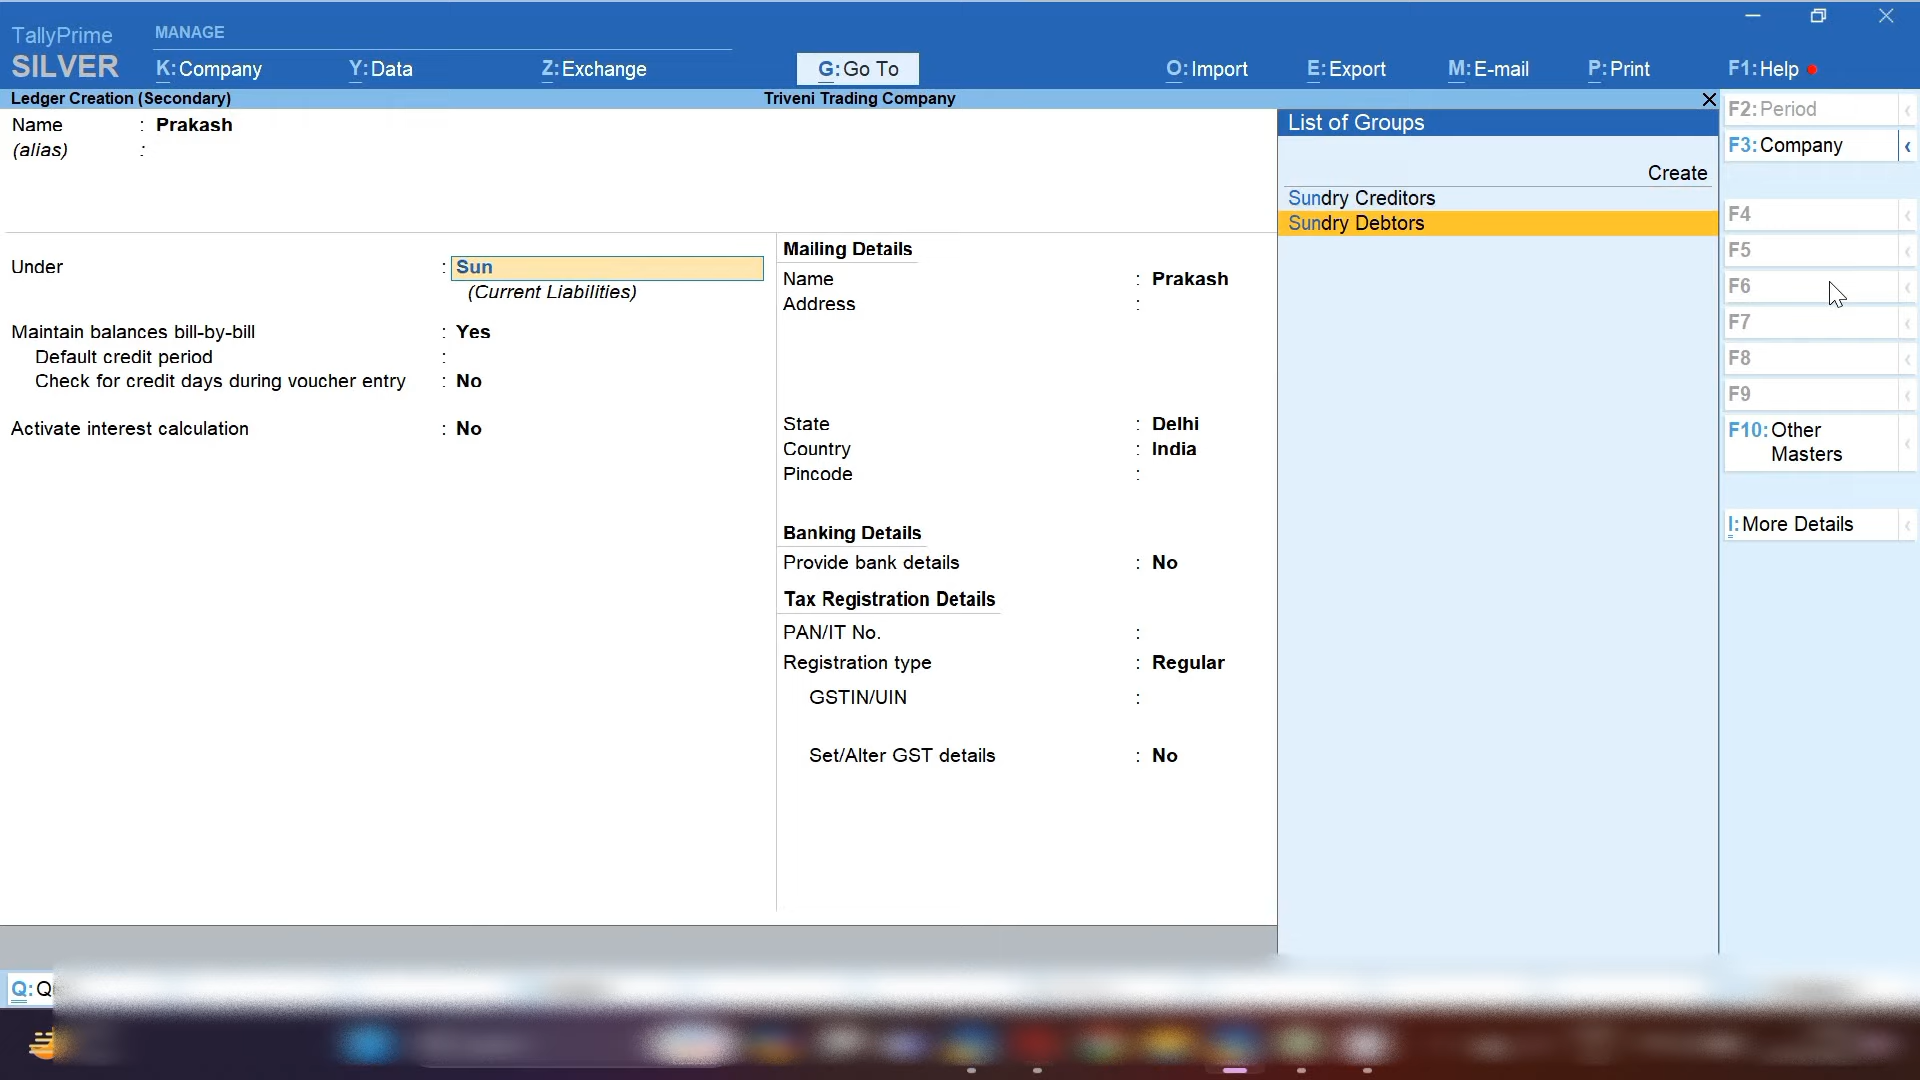 TallyPrime
SILVER
MANAGE
K:Company
Y:Data
Z:Exchange
G:Go To
O:Import
E:Export
M:E-mail
P:Print
F1:Help
Ledger Creation (Secondary)
Triveni Trading Company
Name : Prakash
(alias) :
Under : Sun
(Current Liabilities)
Maintain balances bill-by-bill : Yes
Default credit period :
Check for credit days during voucher entry : No
Activate interest calculation : No
Mailing Details
Name : Prakash
Address :
State : Delhi
Country : India
Pincode :
Banking Details
Provide bank details : No
Tax Registration Details
PAN/IT No. :
Registration type : Regular
GSTIN/UIN :
Set/Alter GST details : No
List of Groups
Create
Sundry Creditors
Sundry Debtors
F2:Period
F3:Company
F4
F5
F6
F7
F8
F9
F10:Other
Masters
I:More Details
Q: